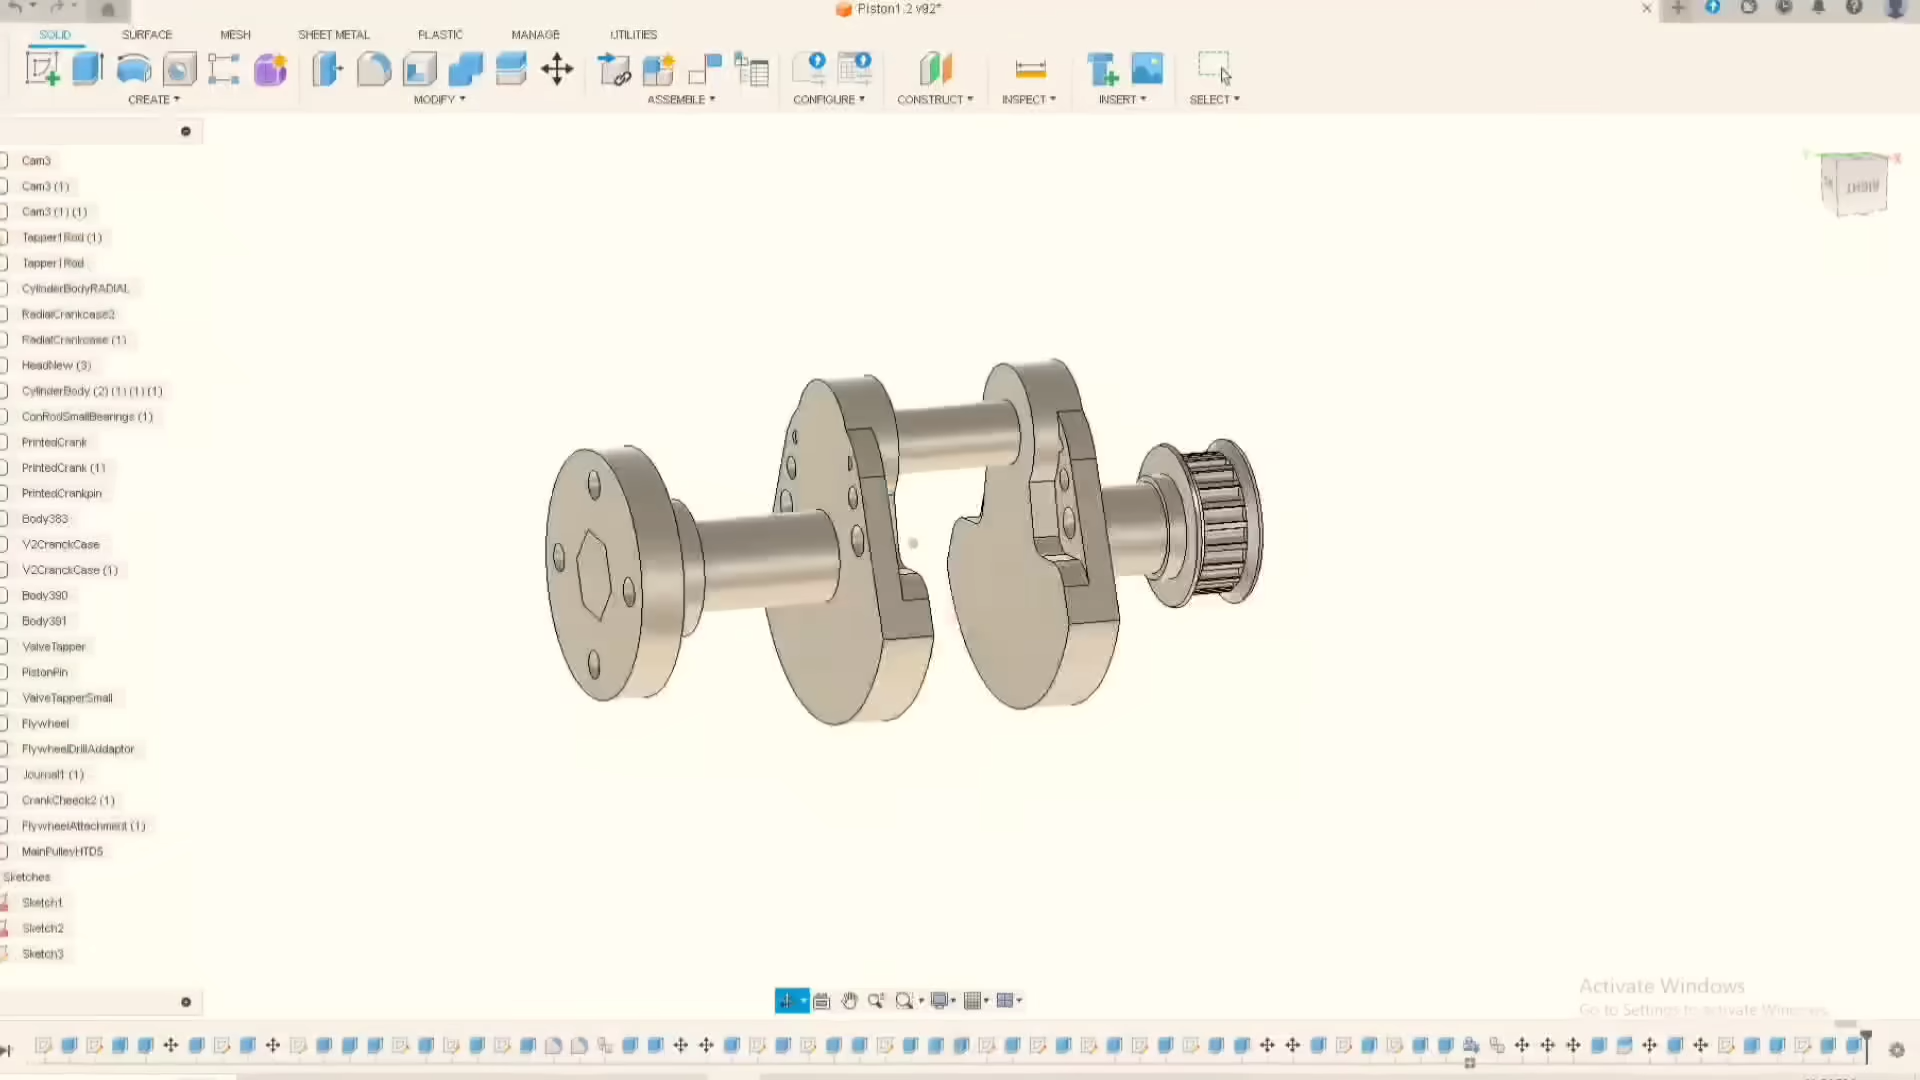 Piston1.2 v92*
SOLID SURFACE MESH SHEET METAL PLASTIC MANAGE UTILITIES
CREATE MODIFY ASSEMBLE CONFIGURE CONSTRUCT INSPECT INSERT SELECT
RIGHT
Cam3
Cam3 (1)
Cam3 (1) (1)
Tapper1Rod (1)
Tapper1Rod
CylinderBodyRADIAL
RadialCrankcase2
RadialCrankcase (1)
HeadNew (3)
CylinderBody (2) (1) (1) (1)
ConRodSmallBearings (1)
PrintedCrank
PrintedCrank (1)
PrintedCrankpin
Body383
V2CranckCase
V2CranckCase (1)
Body390
Body391
ValveTapper
PistonPin
ValveTapperSmall
Flywheel
FlywheelDrillAddaptor
Journal1 (1)
CrankCheeck2 (1)
FlywheelAttachment (1)
MainPulleyHTD5
Sketches
Sketch1
Sketch2
Sketch3
Activate Windows
Go to Settings to activate Windows.